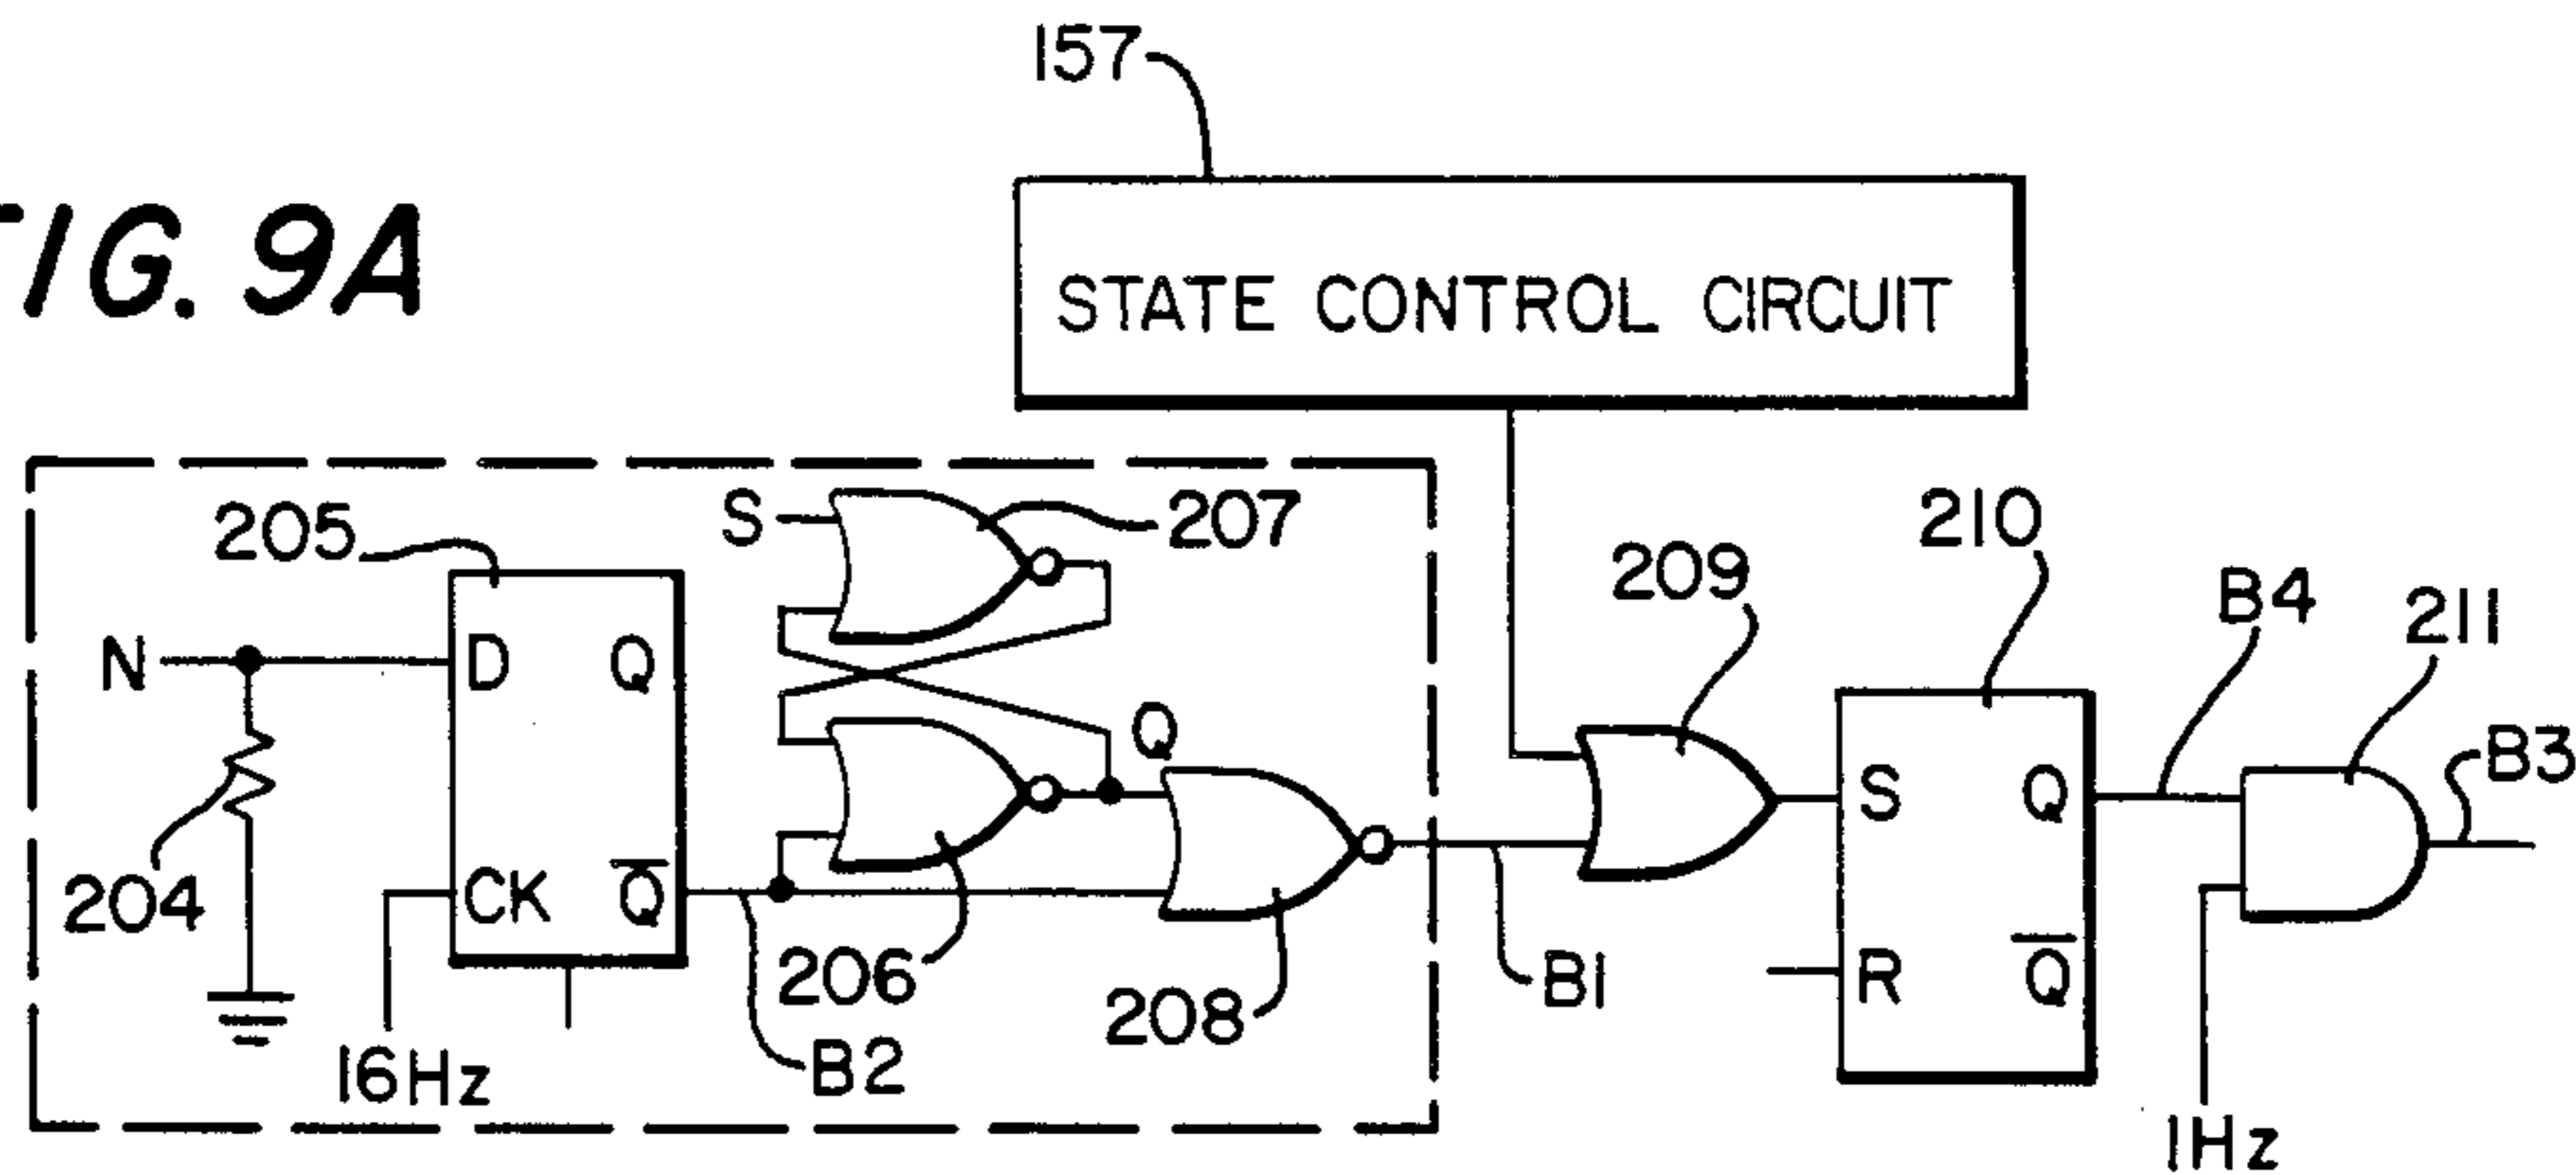 157
FIG. 9A
STATE CONTROL CIRCUIT
S
207
205
210
209
B4
211
N
D
Q
Q
B3
S
Q
204
CK
Q̅
206
208
B1
R
Q̅
B2
16Hz
1Hz